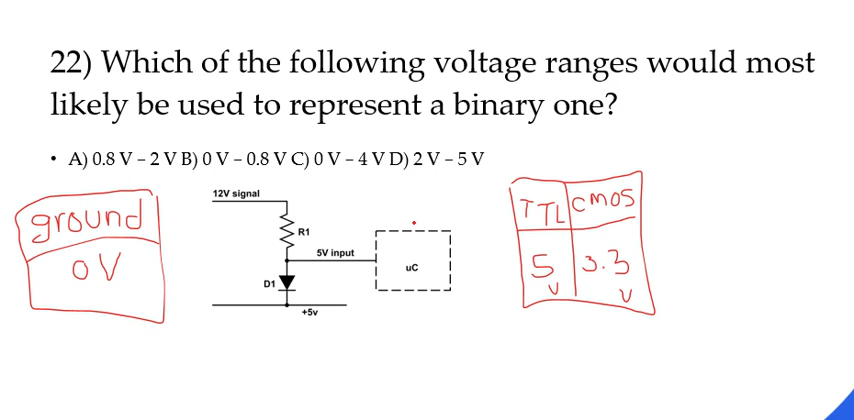 22) Which of the following voltage ranges would most
likely be used to represent a binary one?
• A) 0.8 V – 2 V B) 0 V – 0.8 V C) 0 V – 4 V D) 2 V – 5 V
ground
0 V
12V signal
R1
5V input
uC
D1
+5v
TTL CMOS
5 V 3.3 V